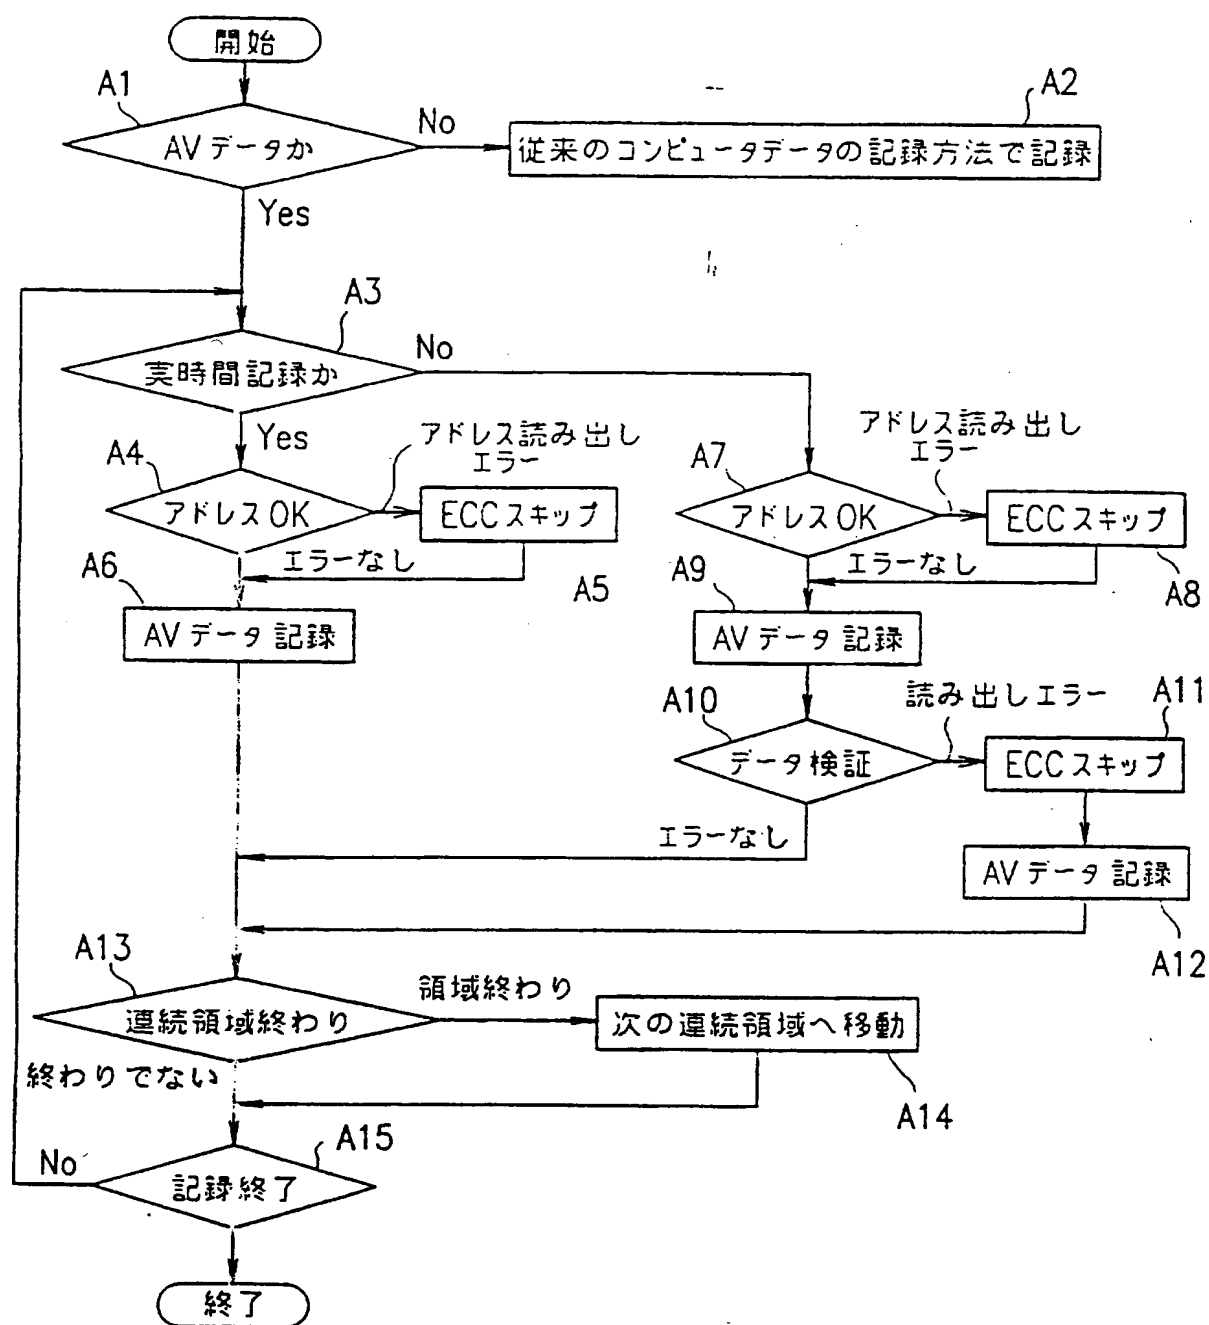 開始
A1
AVデータか
No
A2
従来のコンピュータデータの記録方法で記録
Yes
A3
実時間記録か
No
Yes
A4
アドレスOK
アドレス読み出し
エラー
ECCスキップ
A5
エラーなし
A6
AVデータ記録
A7
アドレスOK
アドレス読み出し
エラー
ECCスキップ
A8
エラーなし
A9
AVデータ記録
A10
データ検証
読み出しエラー
A11
ECCスキップ
エラーなし
AVデータ記録
A12
A13
連続領域終わり
領域終わり
次の連続領域へ移動
A14
終わりでない
A15
記録終了
No
終了